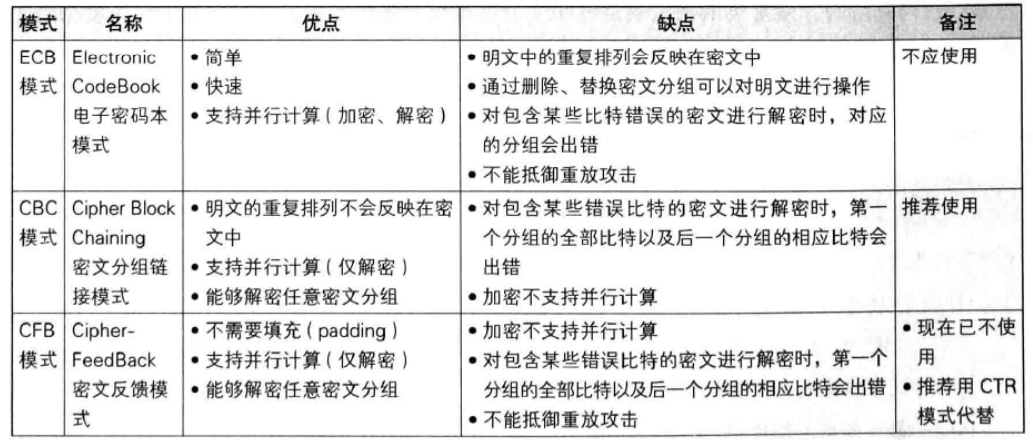 模式 名称 优点 缺点 备注
ECB模式 Electronic CodeBook 电子密码本模式
• 简单
• 快速
• 支持并行计算（加密、解密）
• 明文中的重复排列会反映在密文中
• 通过删除、替换密文分组可以对明文进行操作
• 对包含某些比特错误的密文进行解密时，对应
的分组会出错
• 不能抵御重放攻击
不应使用
CBC模式 Cipher Block Chaining 密文分组链接模式
• 明文的重复排列不会反映在密
文中
• 支持并行计算（仅解密）
• 能够解密任意密文分组
• 对包含某些错误比特的密文进行解密时，第一
个分组的全部比特以及后一个分组的相应比特会
出错
• 加密不支持并行计算
推荐使用
CFB模式 Cipher-FeedBack 密文反馈模式
• 不需要填充（padding）
• 支持并行计算（仅解密）
• 能够解密任意密文分组
• 加密不支持并行计算
• 对包含某些错误比特的密文进行解密时，第一个
分组的全部比特以及后一个分组的相应比特会出错
• 不能抵御重放攻击
• 现在已不使
用
• 推荐用 CTR
模式代替